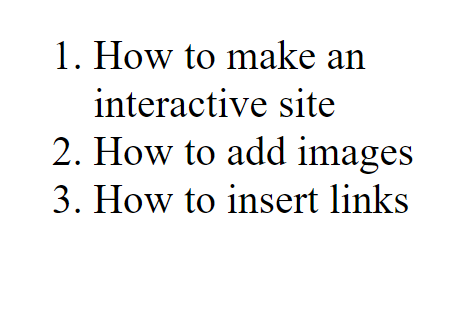 1. How to make an
interactive site
2. How to add images
3. How to insert links